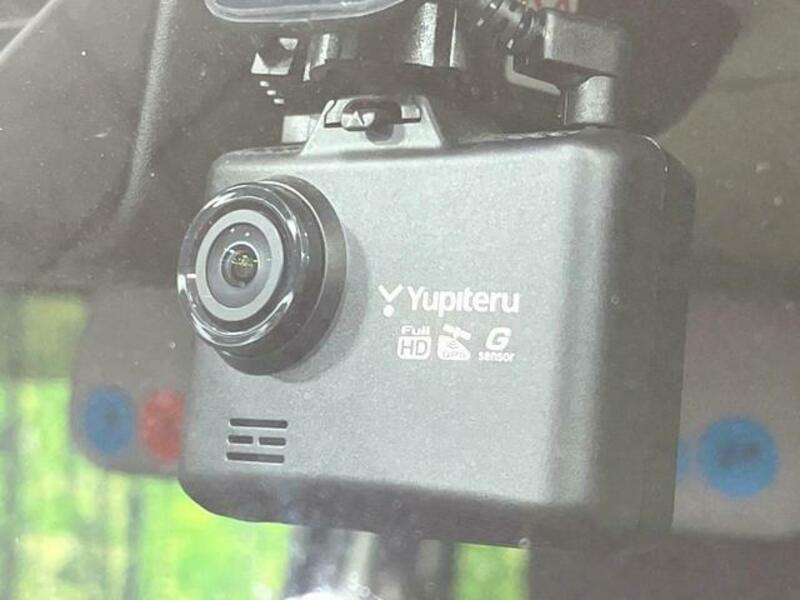 Yupiteru
Full HD GPS G sensor